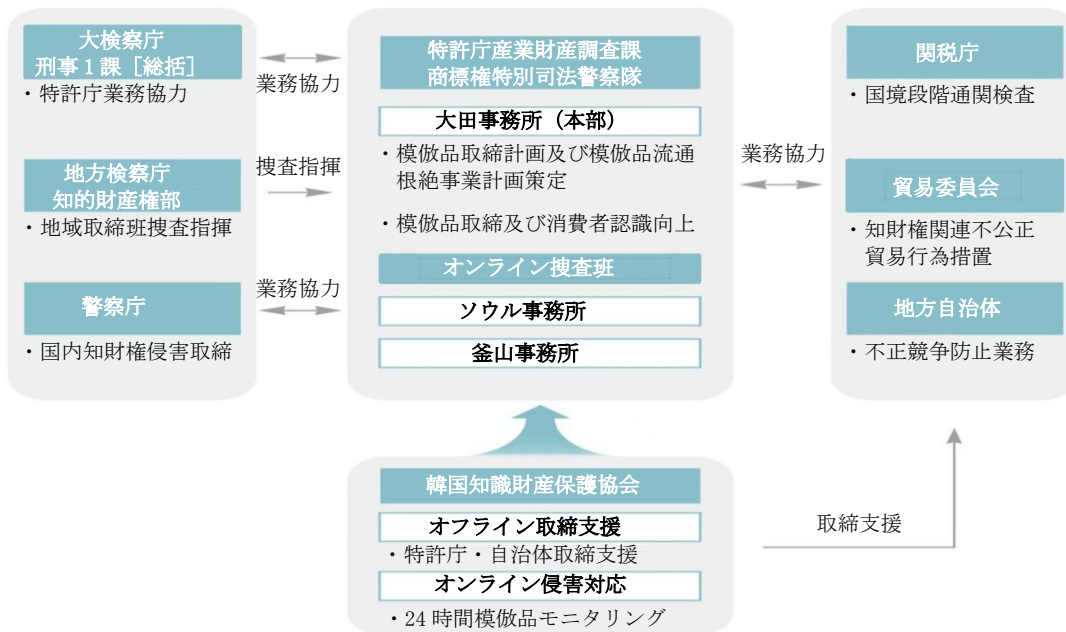 大検察庁
刑事１課［総括］
・特許庁業務協力
地方検察庁
知的財産権部
・地域取締班捜査指揮
警察庁
・国内知財権侵害取締
業務協力
捜査指揮
業務協力
特許庁産業財産調査課
商標権特別司法警察隊
大田事務所（本部）
・模倣品取締計画及び模倣品流通
根絶事業計画策定
・模倣品取締及び消費者認識向上
オンライン捜査班
ソウル事務所
釜山事務所
業務協力
関税庁
・国境段階通関検査
貿易委員会
・知財権関連不公正
貿易行為措置
地方自治体
・不正競争防止業務
韓国知識財産保護協会
オフライン取締支援
・特許庁・自治体取締支援
オンライン侵害対応
・24 時間模倣品モニタリング
取締支援